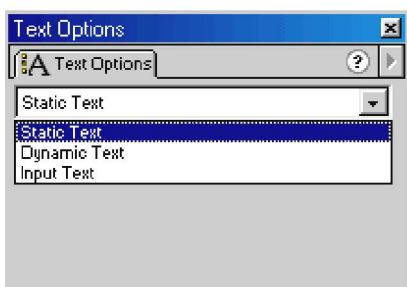 Text Options
A Text Options ?
Static Text
Static Text
Dynamic Text
Input Text